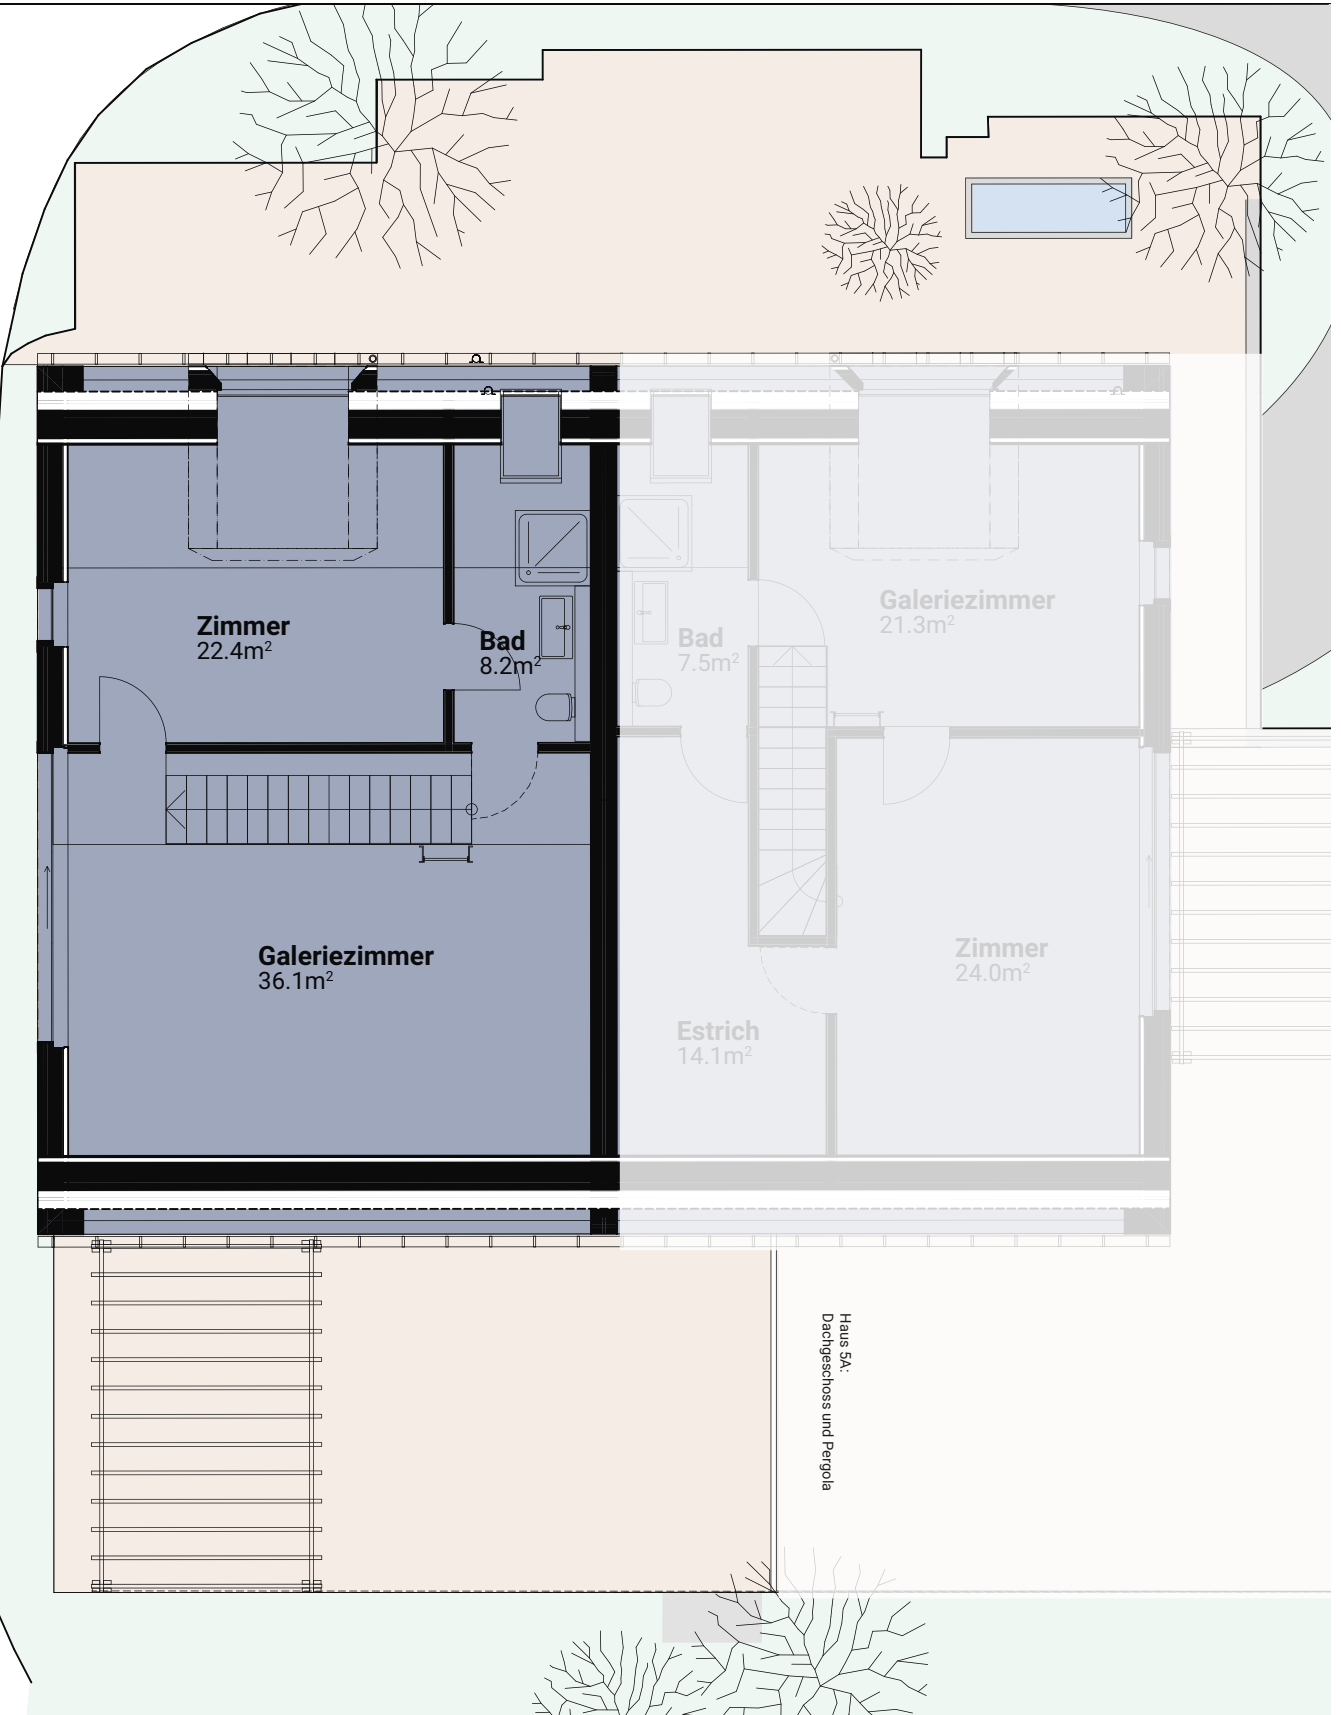 Zimmer
22.4m²
Bad
8.2m²
Galeriezimmer
36.1m²
Bad
7.5m²
Galeriezimmer
21.3m²
Zimmer
24.0m²
Estrich
14.1m²
Haus 5A:
Dachgeschoss und Pergola